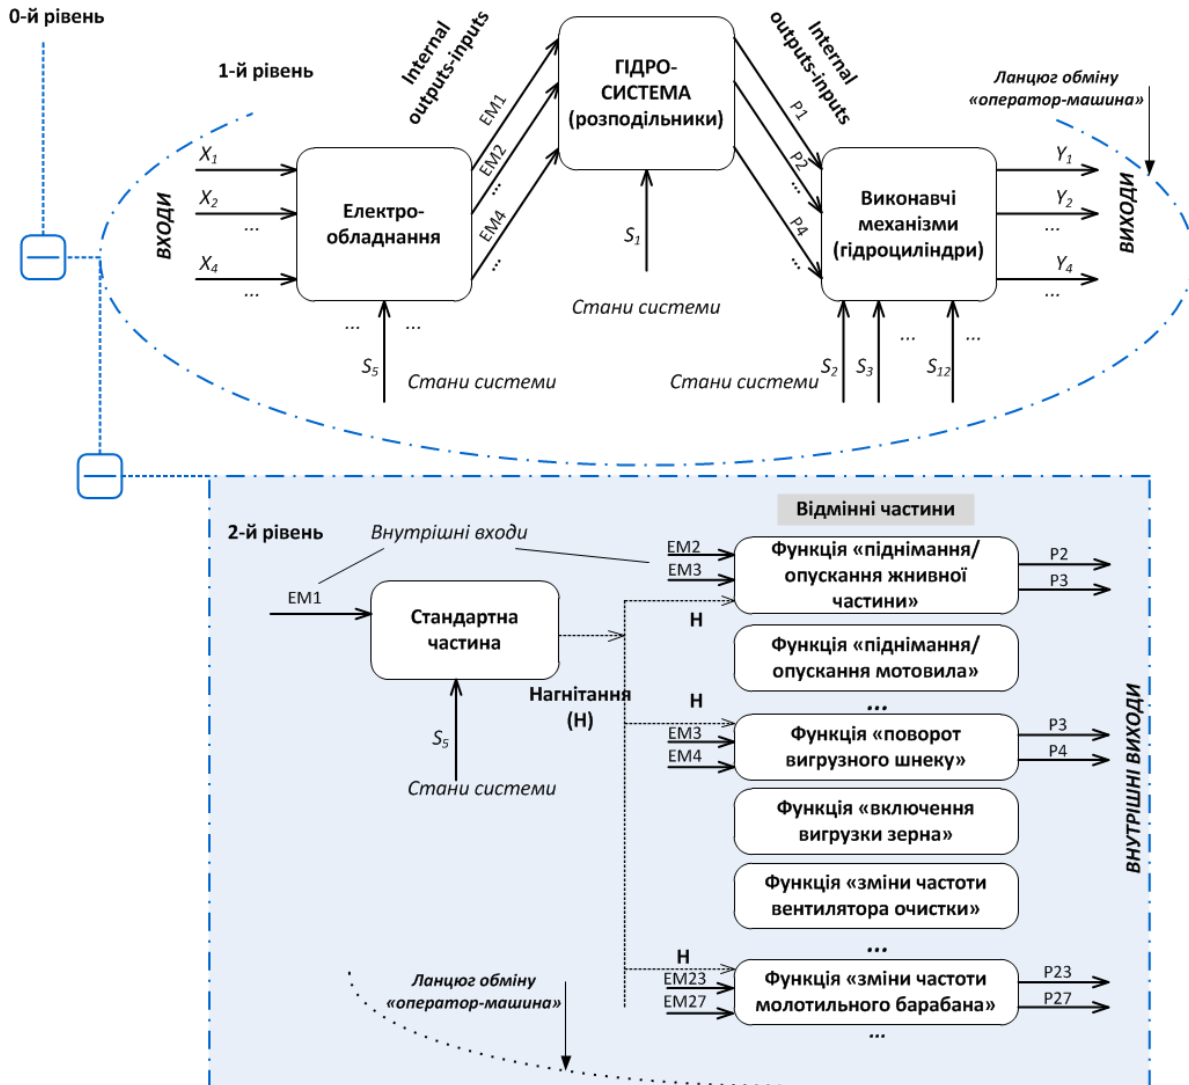 0-й рівень
1-й рівень
Internal
outputs-inputs
ГІДРО-
СИСТЕМА
(розподільники)
Internal
outputs-inputs
Ланцюг обміну
«оператор-машина»
ВХОДИ
X1
X2
...
X4
...
Електро-
обладнання
EM1
EM2
...
EM4
...
P1
P2
...
P4
...
Виконавчі
механізми
(гідроциліндри)
Y1
Y2
...
Y4
...
ВИХОДИ
S1
Стани системи
... ...
S5
Стани системи
Стани системи
S2
S3
...
S12
...
2-й рівень
Внутрішні входи
Відмінні частини
EM1
Стандартна
частина
S5
Стани системи
Нагнітання
(Н)
EM2
EM3
Н
Функція «піднімання/
опускання жнивної
частини»
P2
P3
Функція «піднімання/
опускання мотовила»
...
Н
EM3
EM4
Функція «поворот
вигрузного шнеку»
P3
P4
Функція «включення
вигрузки зерна»
Функція «зміни частоти
вентилятора очистки»
...
Н
EM23
EM27
Функція «зміни частоти
молотильного барабана»
P23
P27
...
ВНУТРІШНІ ВИХОДИ
Ланцюг обміну
«оператор-машина»